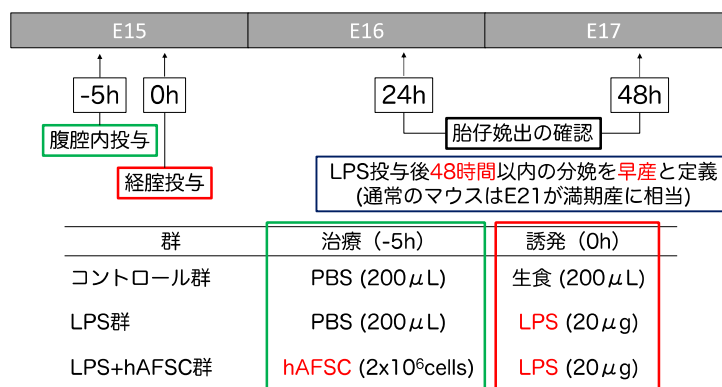 E15 E16 E17
-5h 0h 24h 48h
腹腔内投与 胎仔娩出の確認
経腟投与
LPS投与後48時間以内の分娩を早産と定義
(通常のマウスはE21が満期産に相当)
群 治療（-5h） 誘発（0h）
コントロール群 PBS (200μL) 生食 (200μL)
LPS群 PBS (200μL) LPS (20μg)
LPS+hAFSC群 hAFSC (2x10⁶cells) LPS (20μg)